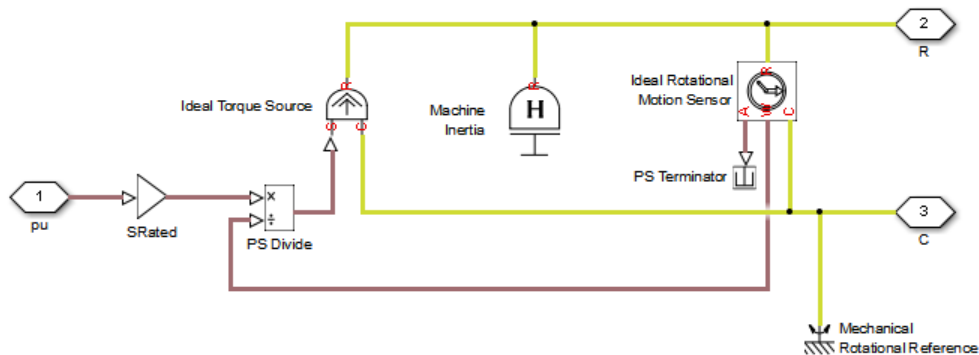 2
R
R
Ideal Torque Source
S
C
Machine
Inertia
R
H
Ideal Rotational
Motion Sensor
R
A
W
C
PS Terminator
1
pu
SRated
×
÷
PS Divide
3
C
Mechanical
Rotational Reference